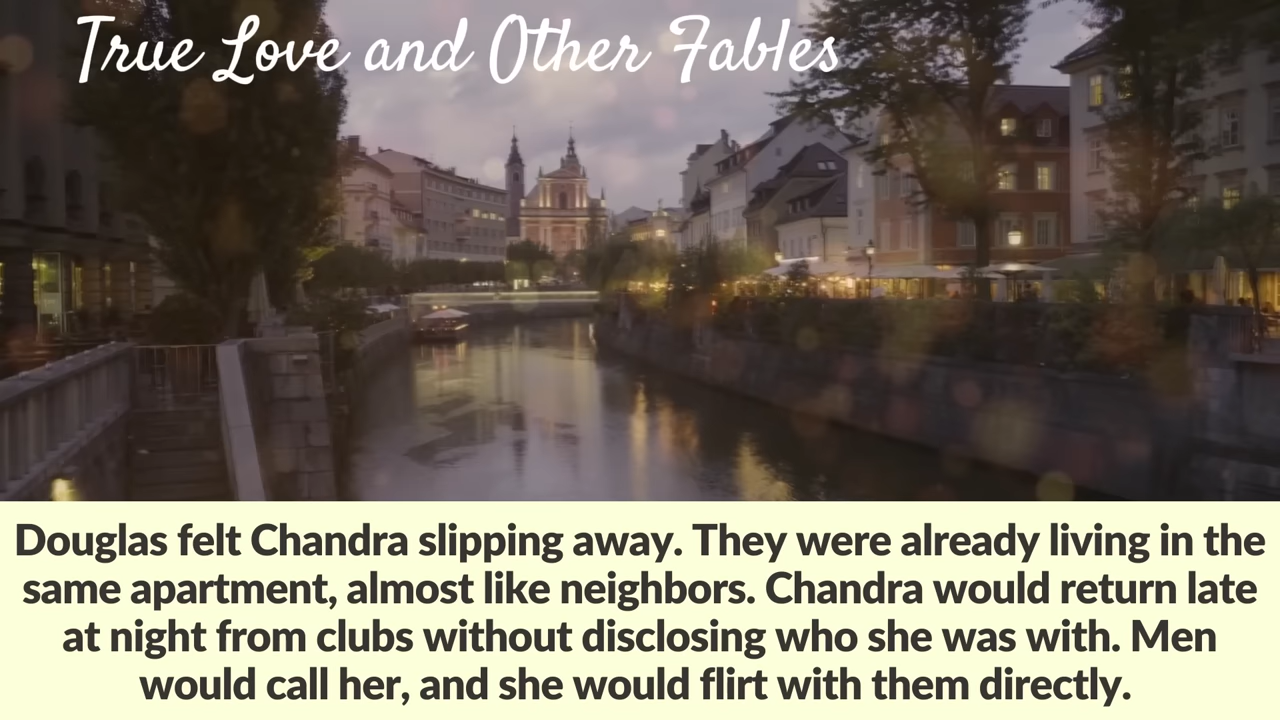 True Love and Other Fables
Douglas felt Chandra slipping away. They were already living in the
same apartment, almost like neighbors. Chandra would return late
at night from clubs without disclosing who she was with. Men
would call her, and she would flirt with them directly.